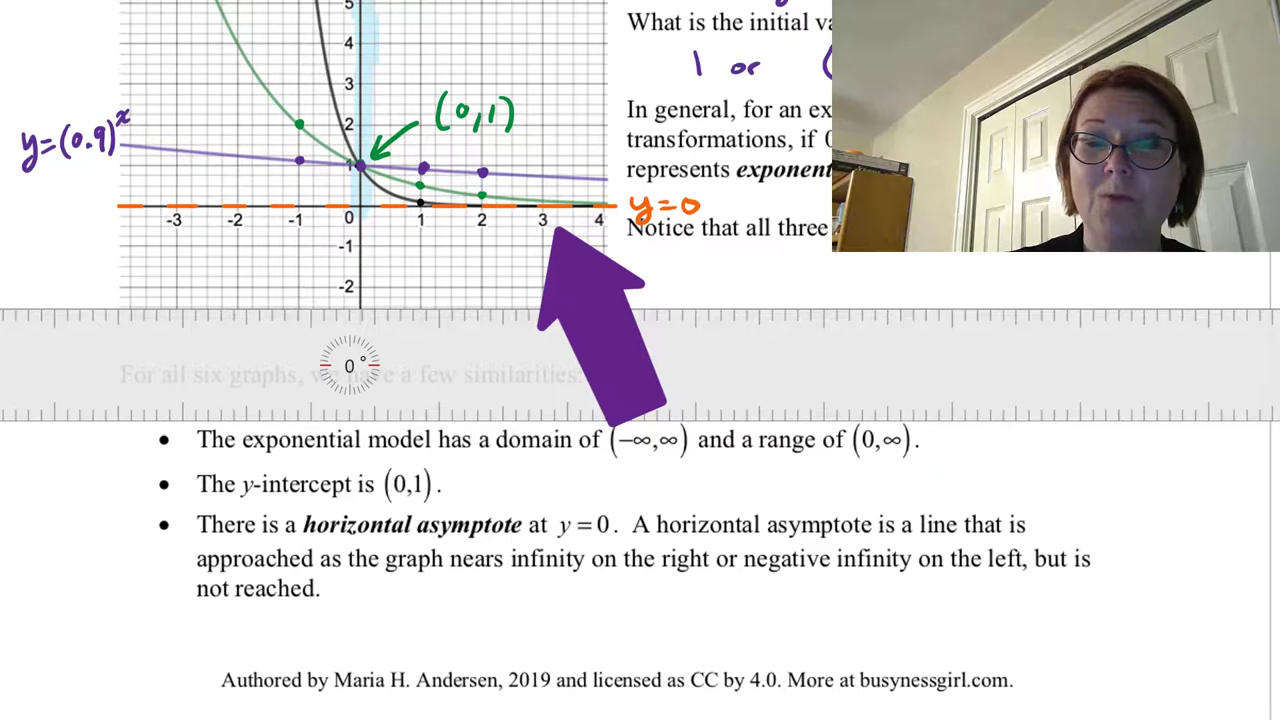 5
What is the initial
4
1 or
3
(0,1)
In general, for an
2
transformations, if
y=(0.9)^x
1
represents exponent
y=0
-3 -2 -1 0 1 2 3 4
Notice that all three
-1
-2
For all six graphs, we have a few similarities:
0°
• The exponential model has a domain of (−∞,∞) and a range of (0,∞).
• The y-intercept is (0,1).
• There is a horizontal asymptote at y = 0. A horizontal asymptote is a line that is
approached as the graph nears infinity on the right or negative infinity on the left, but is
not reached.
Authored by Maria H. Andersen, 2019 and licensed as CC by 4.0. More at busynessgirl.com.